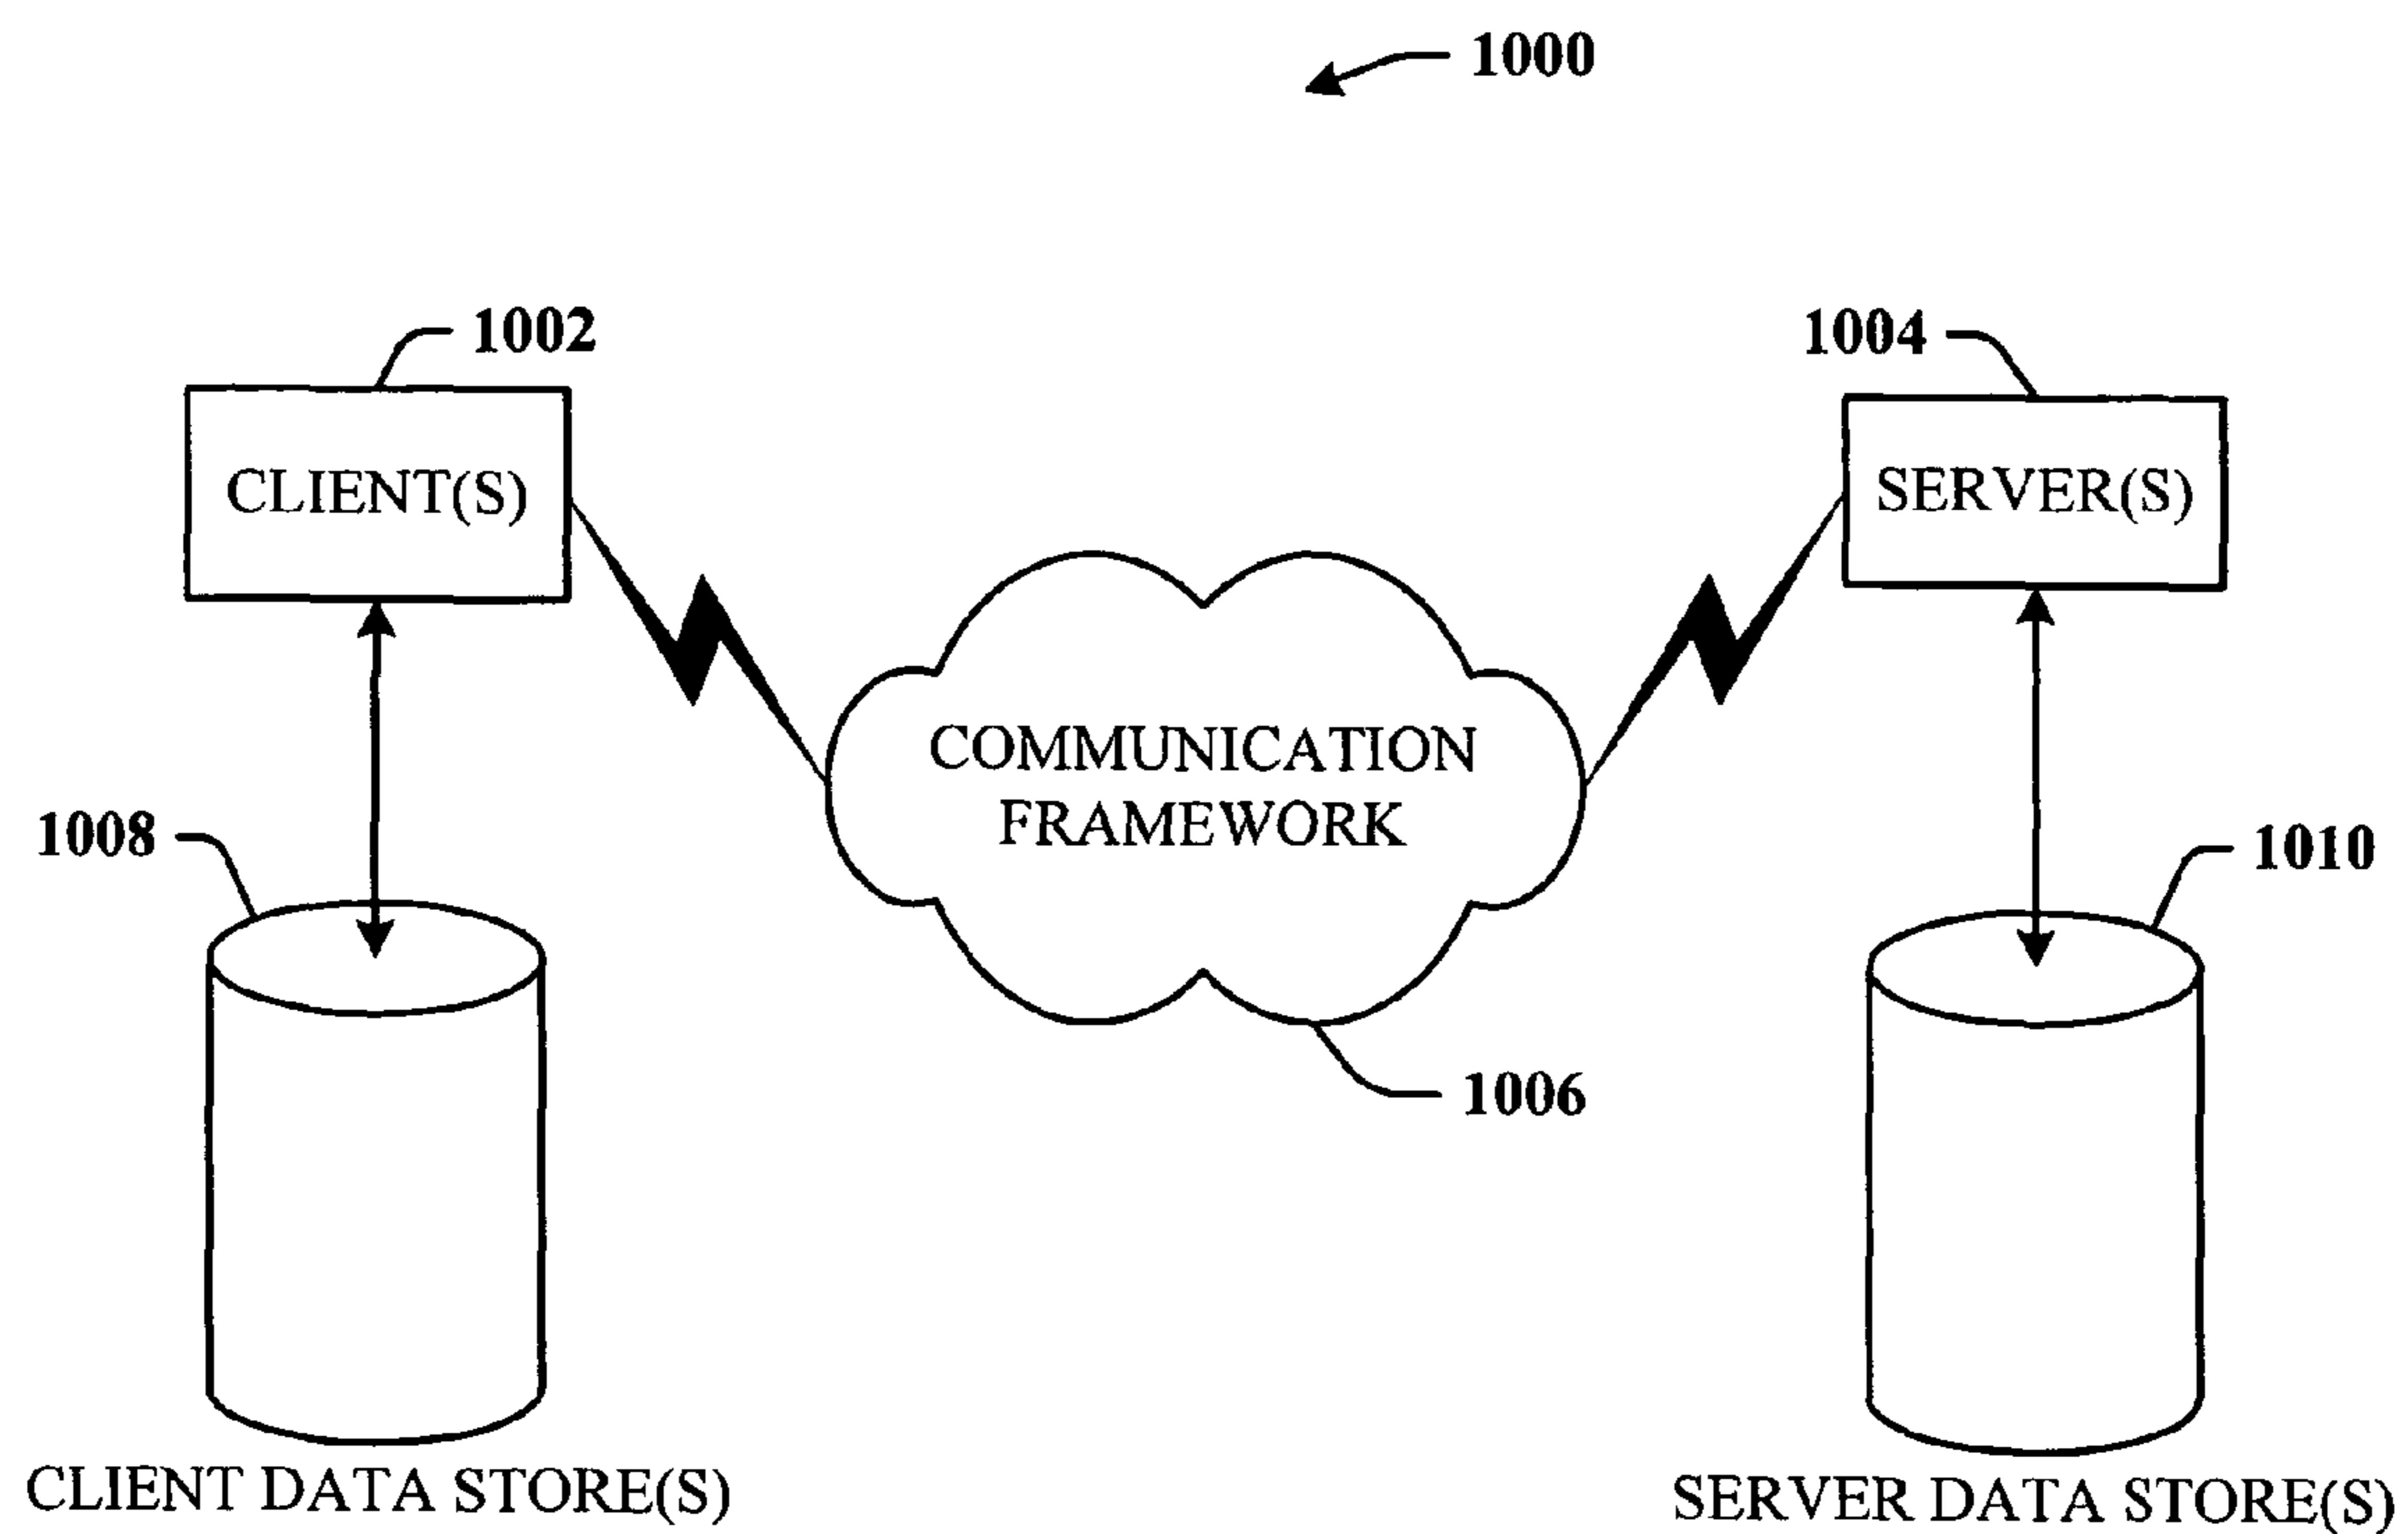 1000
1002
1004
CLIENT(S)
SERVER(S)
COMMUNICATION
FRAMEWORK
1008
1010
1006
CLIENT DATA STORE(S)
SERVER DATA STORE(S)